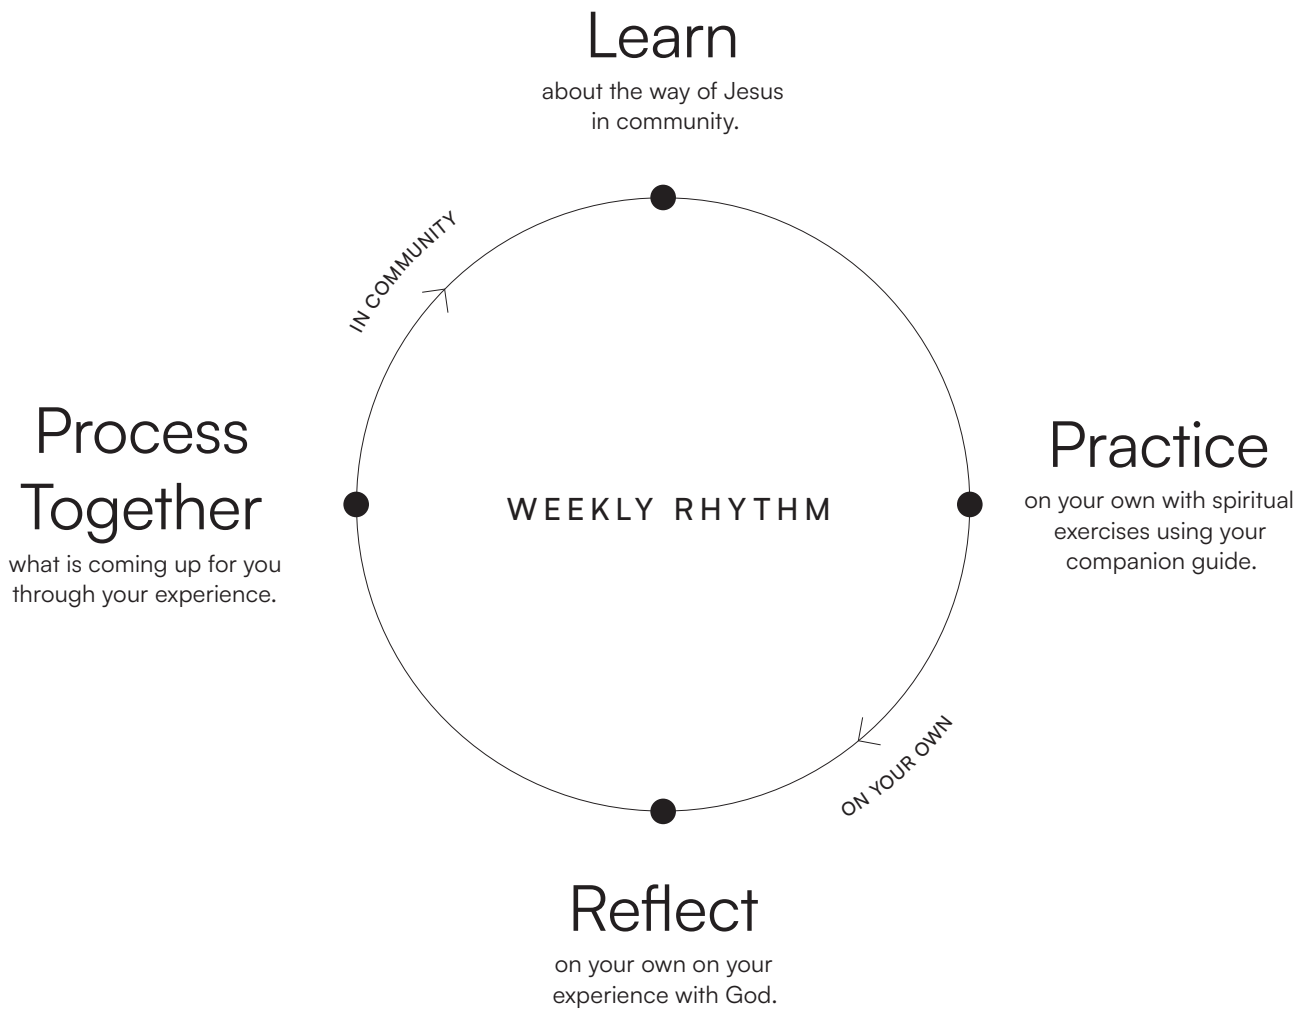 Learn
about the way of Jesus
in community.
IN COMMUNITY
Process
Together
what is coming up for you
through your experience.
WEEKLY RHYTHM
Practice
on your own with spiritual
exercises using your
companion guide.
ON YOUR OWN
Reflect
on your own on your
experience with God.